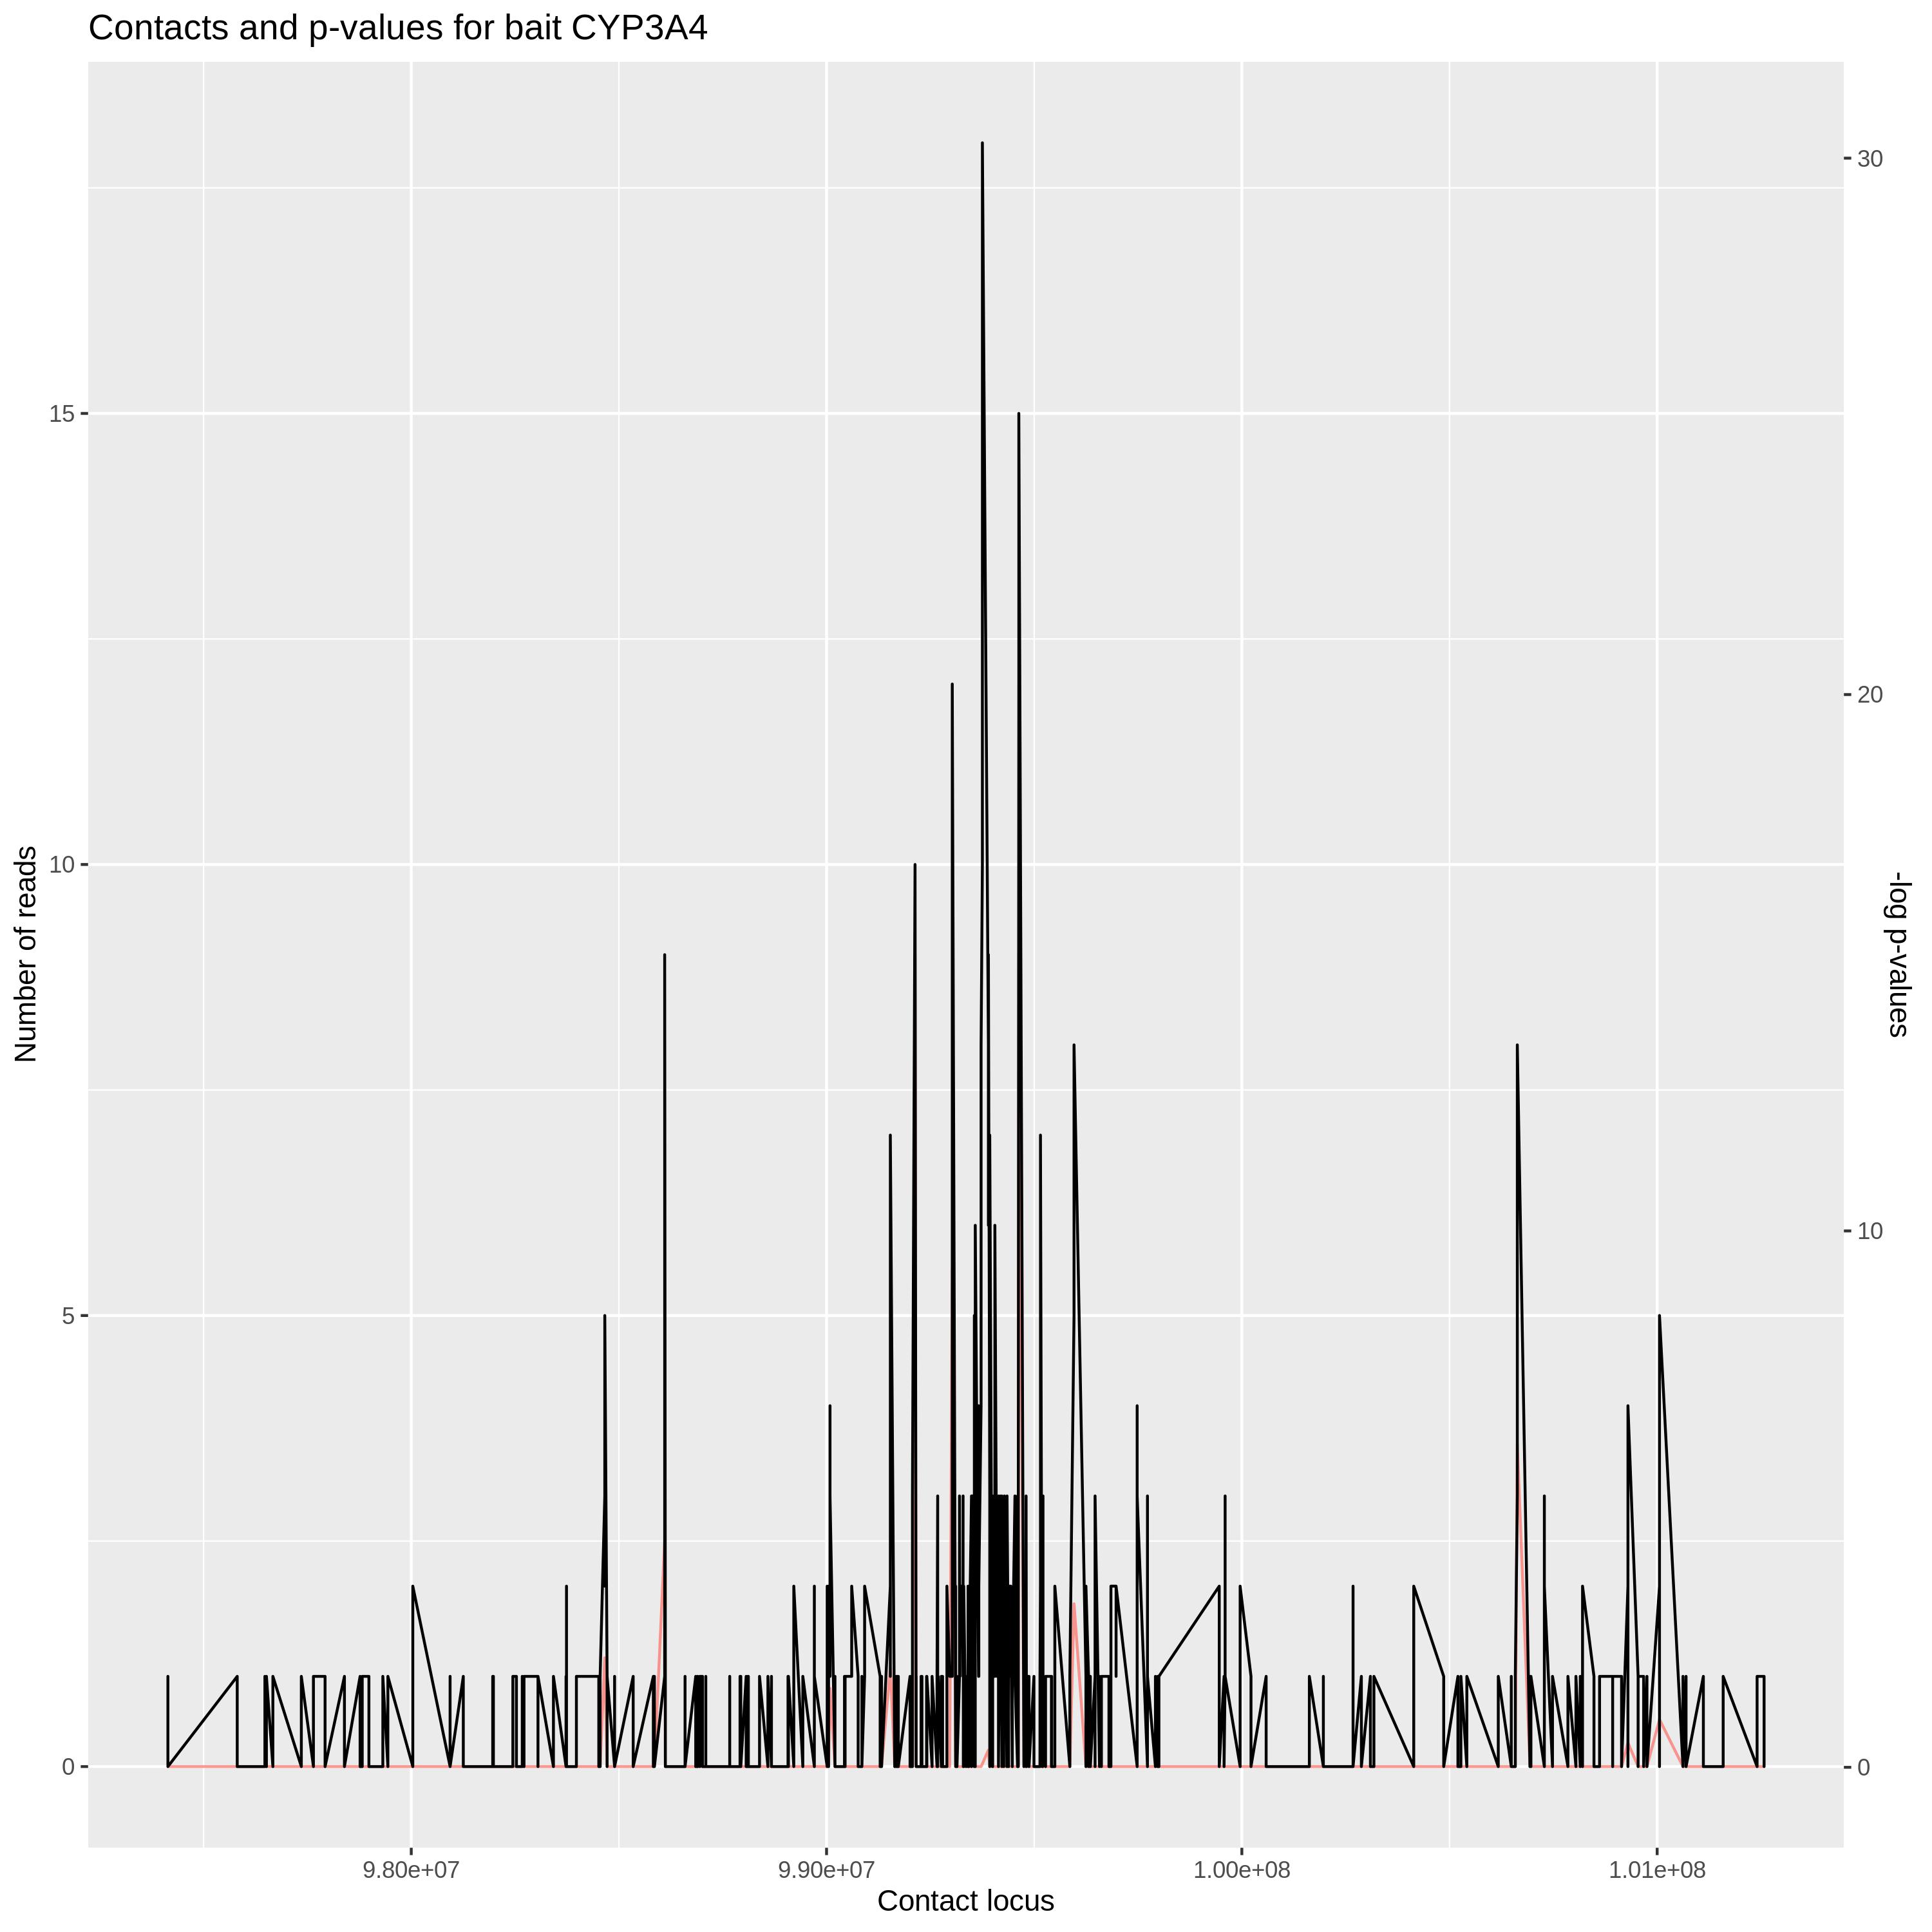 Contacts and p-values for bait CYP3A4
Number of reads
15
10
5
0
30
20
10
0
-log p-values
9.80e+07
9.90e+07
1.00e+08
1.01e+08
Contact locus